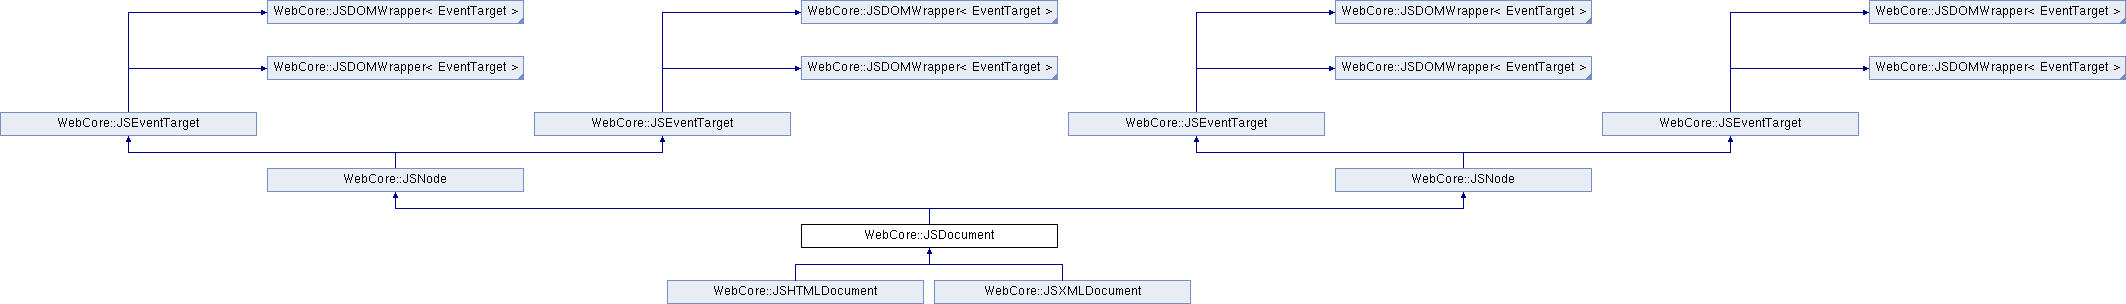 WebCore::JSDOMWrapper< EventTarget >
WebCore::JSDOMWrapper< EventTarget >
WebCore::JSDOMWrapper< EventTarget >
WebCore::JSDOMWrapper< EventTarget >
WebCore::JSDOMWrapper< EventTarget >
WebCore::JSDOMWrapper< EventTarget >
WebCore::JSDOMWrapper< EventTarget >
WebCore::JSDOMWrapper< EventTarget >
WebCore::JSEventTarget
WebCore::JSEventTarget
WebCore::JSEventTarget
WebCore::JSEventTarget
WebCore::JSNode
WebCore::JSNode
WebCore::JSDocument
WebCore::JSHTMLDocument
WebCore::JSXMLDocument